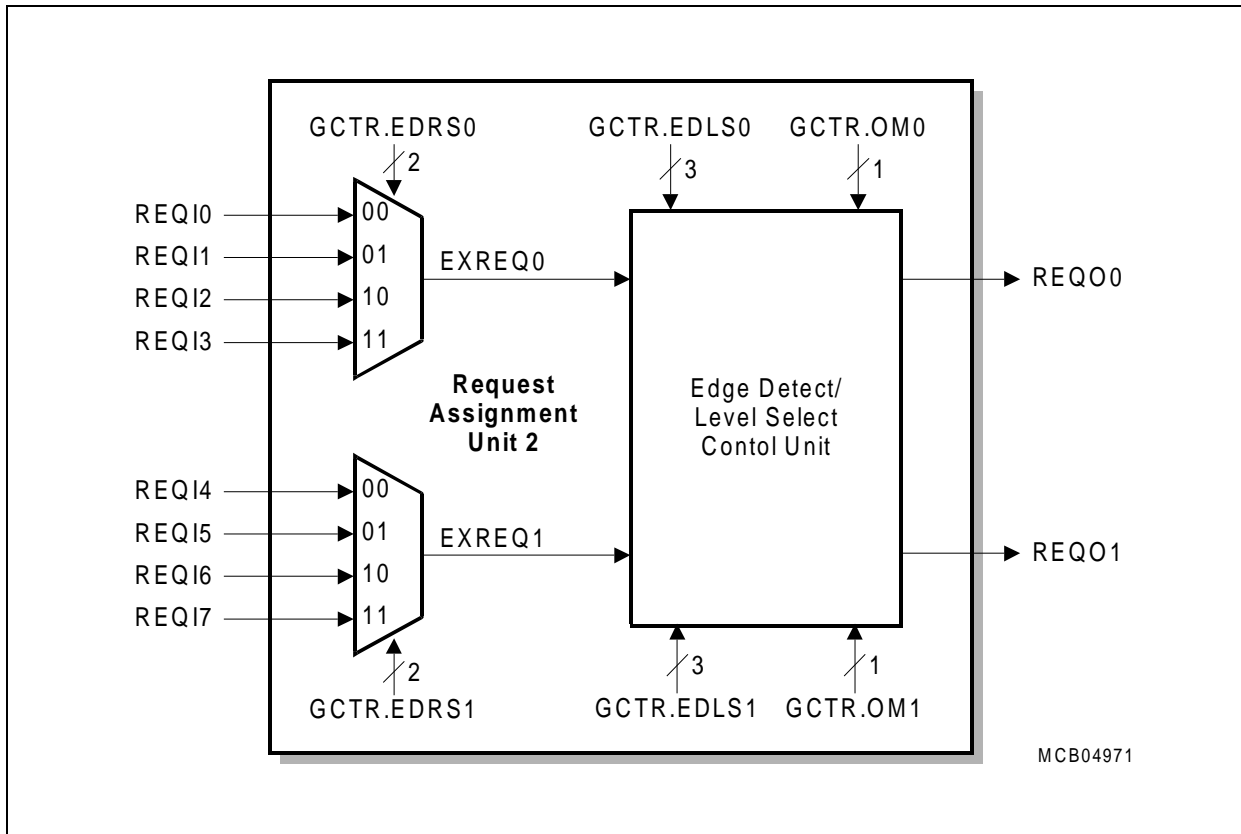 GCTR.EDRS0
GCTR.EDLS0
GCTR.OM0
2
3
1
REQI0
REQI1
REQI2
REQI3
00
01
10
11
EXREQ0
REQO0
Request
Assignment
Unit 2
Edge Detect/
Level Select
Contol Unit
REQI4
REQI5
REQI6
REQI7
00
01
10
11
EXREQ1
REQO1
2
3
1
GCTR.EDRS1
GCTR.EDLS1
GCTR.OM1
MCB04971